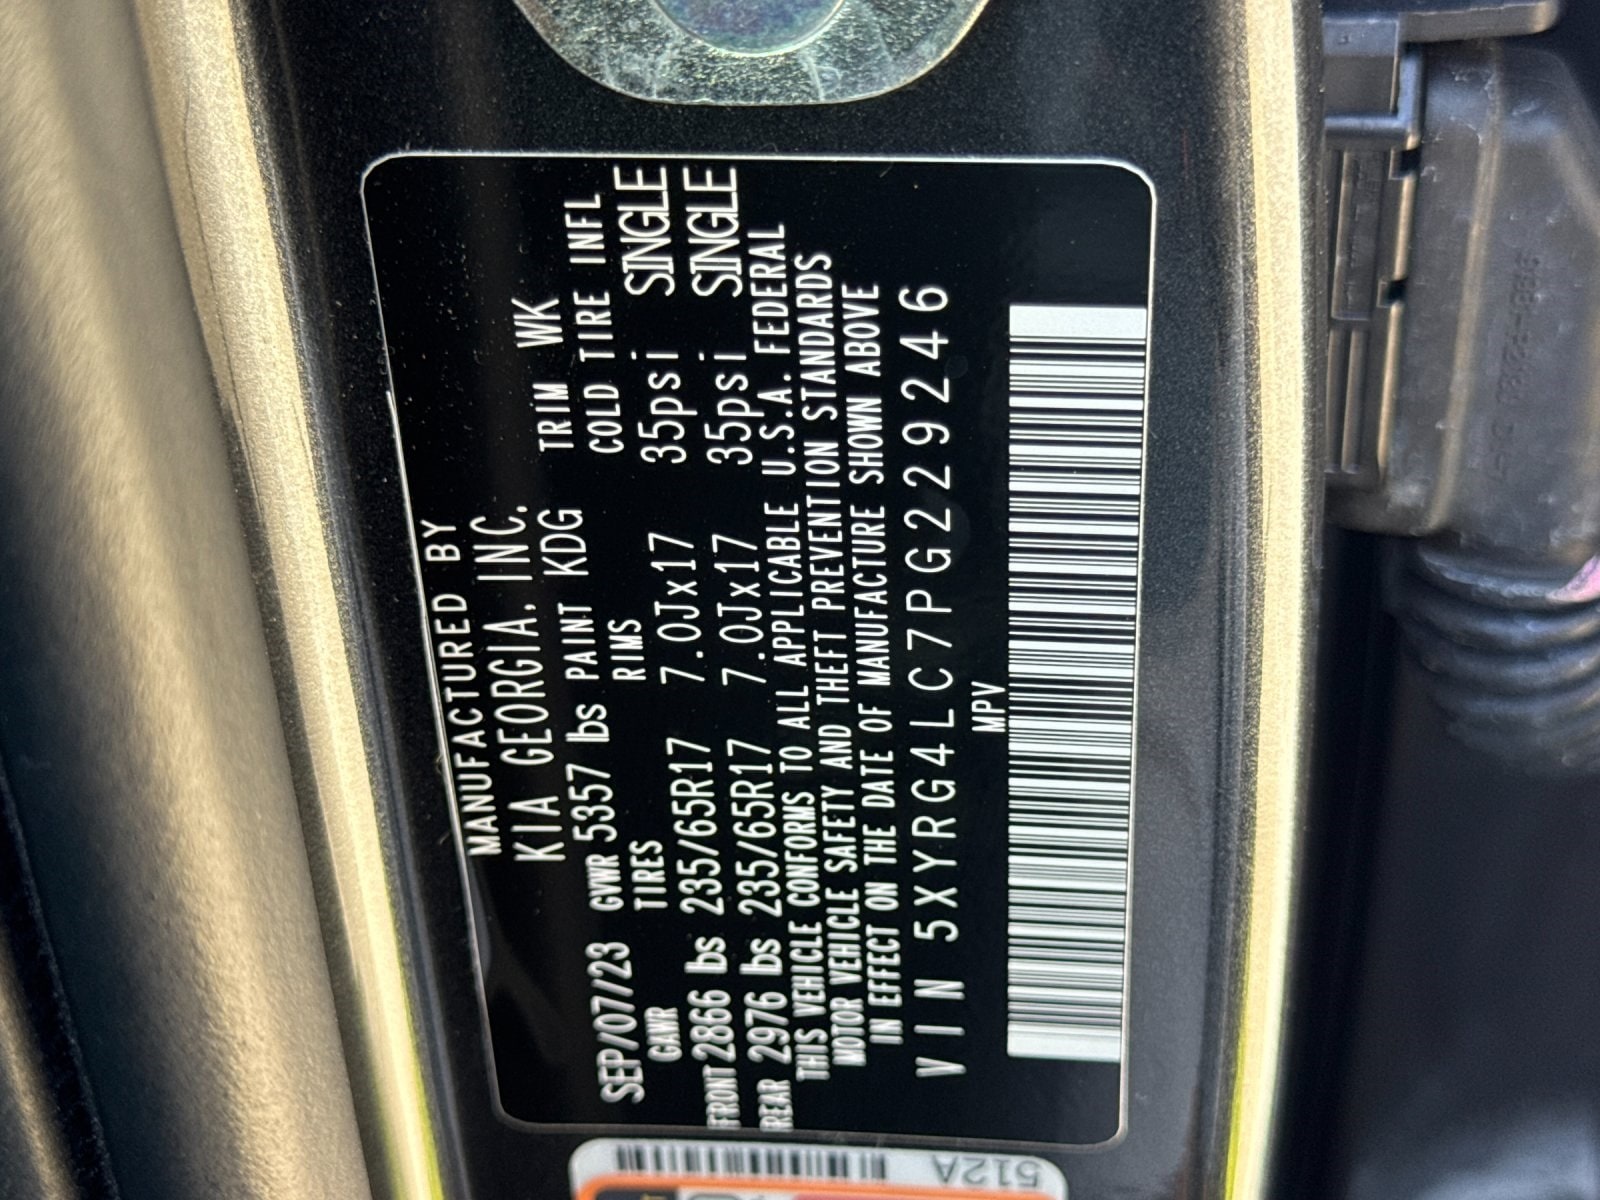 MANUFACTURED BY
KIA GEORGIA, INC.
SEP/07/23 GVWR 5357 lbs PAINT KDG TRIM WK
GAWR TIRES RIMS COLD TIRE INFL
FRONT 2866 lbs 235/65R17 7.0Jx17 35psi SINGLE
REAR 2976 lbs 235/65R17 7.0Jx17 35psi SINGLE
THIS VEHICLE CONFORMS TO ALL APPLICABLE U.S.A. FEDERAL
MOTOR VEHICLE SAFETY AND THEFT PREVENTION STANDARDS
IN EFFECT ON THE DATE OF MANUFACTURE SHOWN ABOVE
VIN 5XYRG4LC7PG229246
MPV
512A